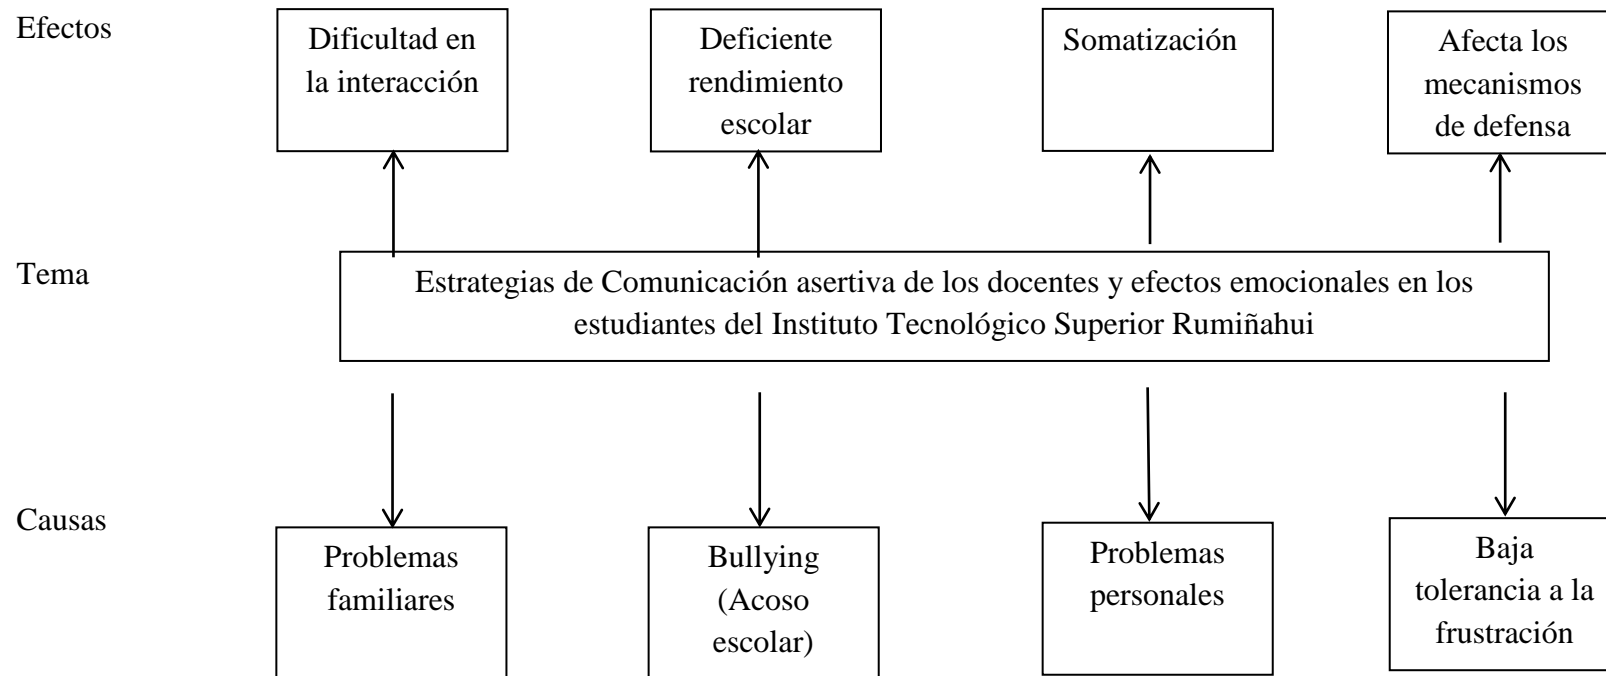 Efectos
Dificultad en
la interacción
Deficiente
rendimiento
escolar
Somatización
Afecta los
mecanismos
de defensa
Tema
Estrategias de Comunicación asertiva de los docentes y efectos emocionales en los
estudiantes del Instituto Tecnológico Superior Rumiñahui
Causas
Problemas
familiares
Bullying
(Acoso
escolar)
Problemas
personales
Baja
tolerancia a la
frustración